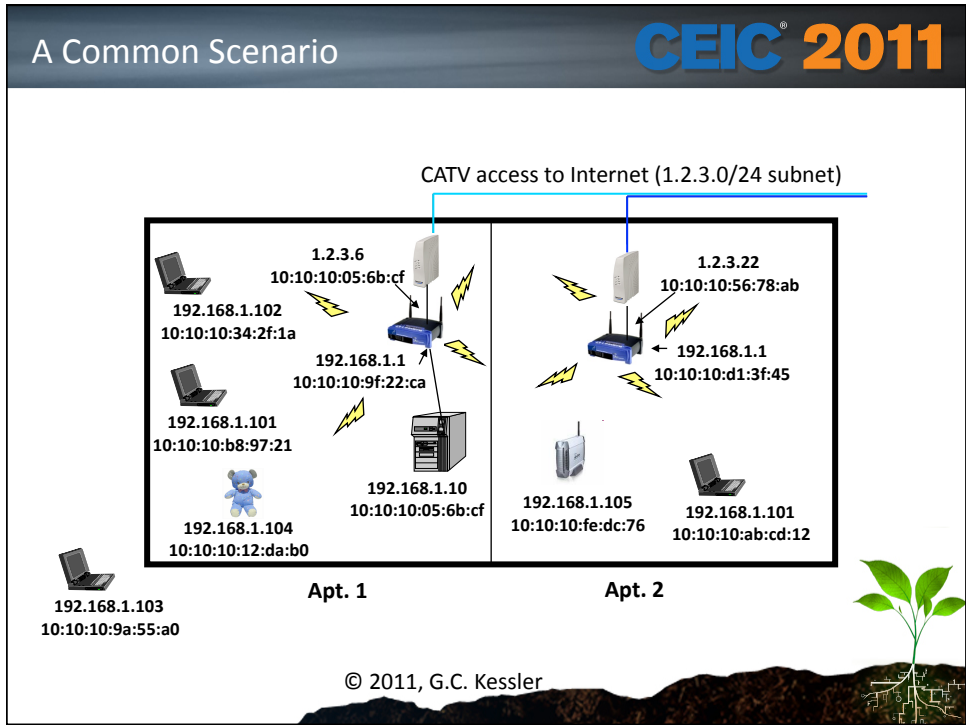 A Common Scenario
CEIC® 2011
CATV access to Internet (1.2.3.0/24 subnet)
1.2.3.6
10:10:10:05:6b:cf
192.168.1.102
10:10:10:34:2f:1a
192.168.1.1
10:10:10:9f:22:ca
192.168.1.101
10:10:10:b8:97:21
192.168.1.10
10:10:10:05:6b:cf
192.168.1.104
10:10:10:12:da:b0
1.2.3.22
10:10:10:56:78:ab
192.168.1.1
10:10:10:d1:3f:45
192.168.1.105
10:10:10:fe:dc:76
192.168.1.101
10:10:10:ab:cd:12
Apt. 1
Apt. 2
192.168.1.103
10:10:10:9a:55:a0
© 2011, G.C. Kessler